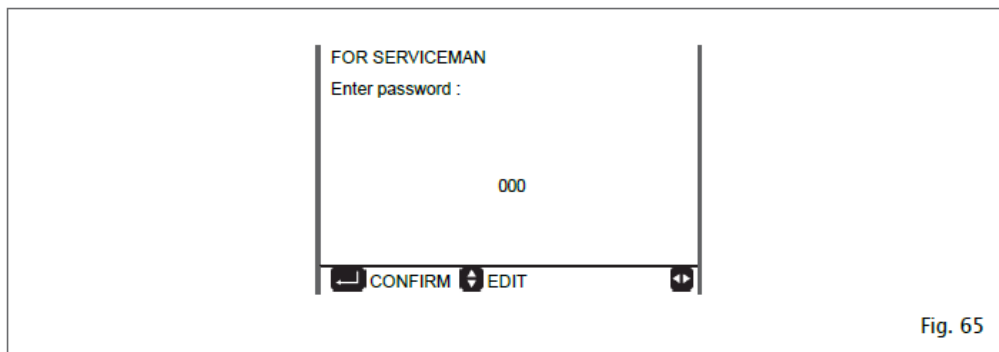 FOR SERVICEMAN
Enter password :
000
CONFIRM EDIT
Fig. 65